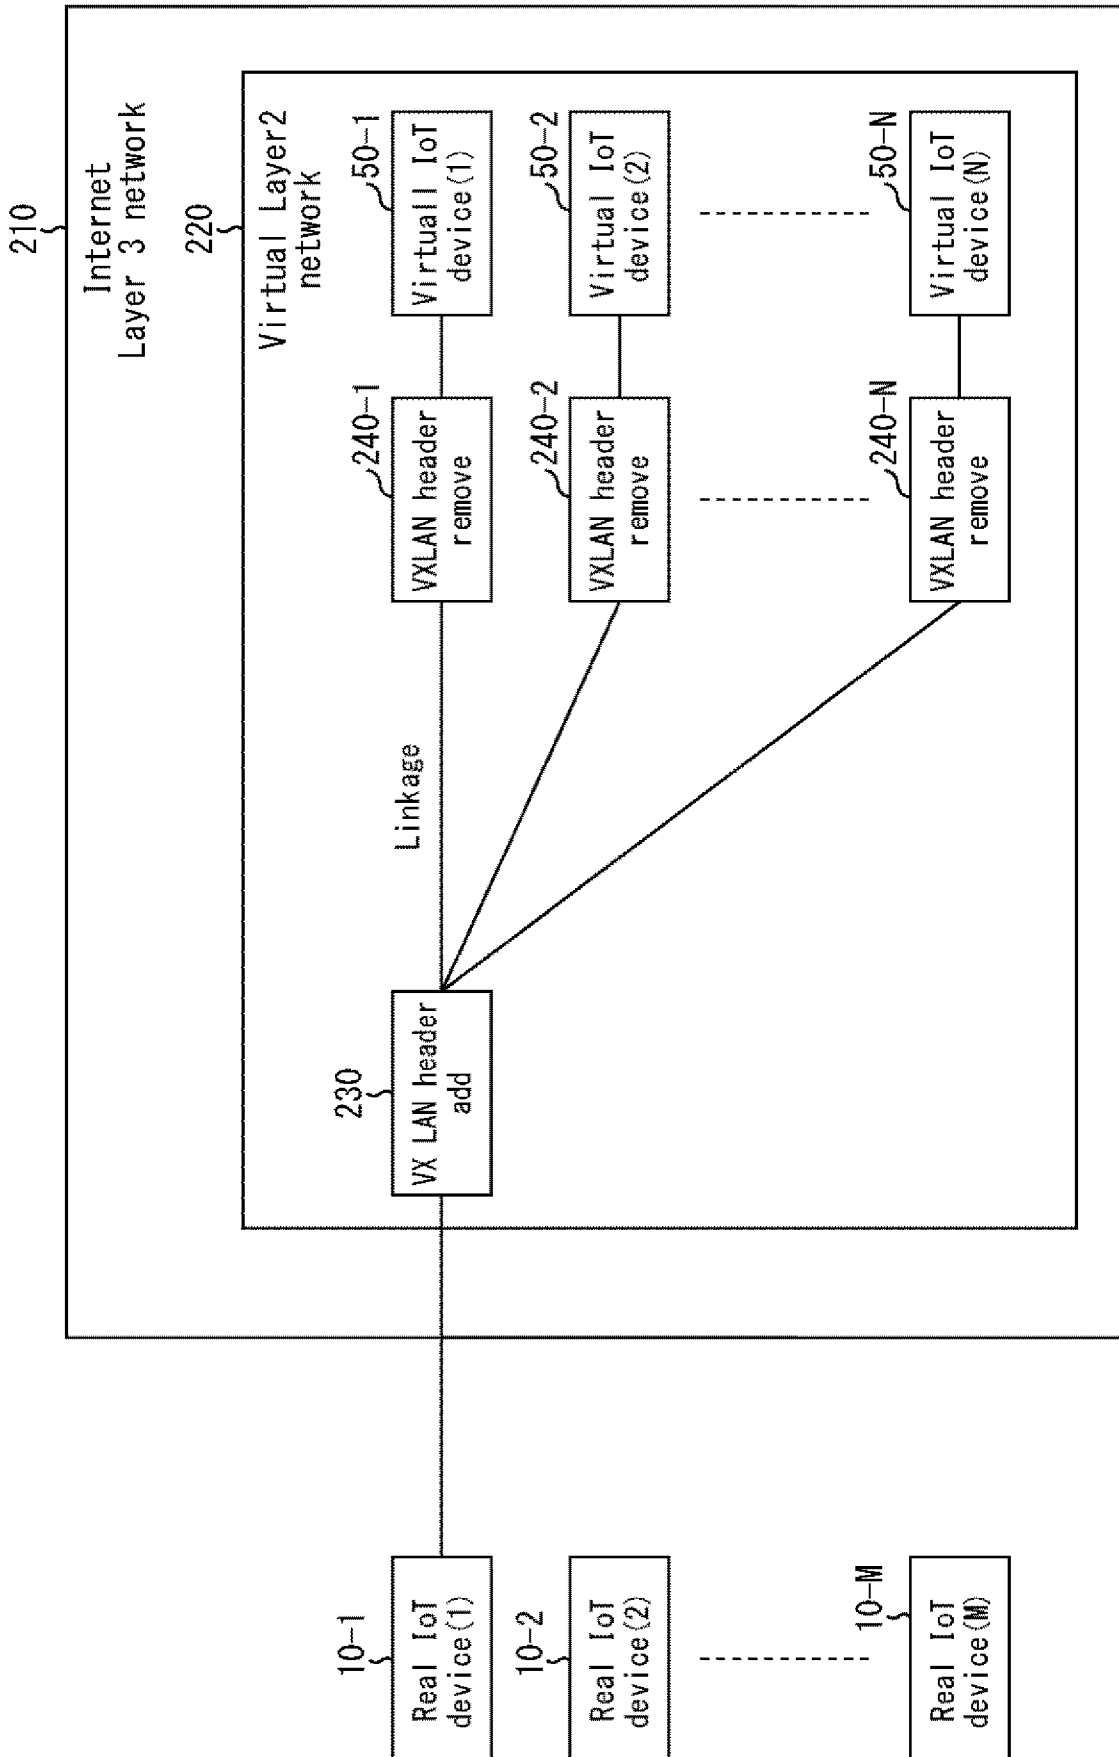 210
Internet
Layer 3 network
220
Virtual Layer2
network
10-1
Real IoT
device(1)
230
VX LAN header
add
Linkage
240-1
VXLAN header
remove
50-1
Virtuall IoT
device(1)
10-2
Real IoT
device(2)
240-2
VXLAN header
remove
50-2
Virtual IoT
device(2)
10-M
Real IoT
device(M)
240-N
VXLAN header
remove
50-N
Virtual IoT
device(N)